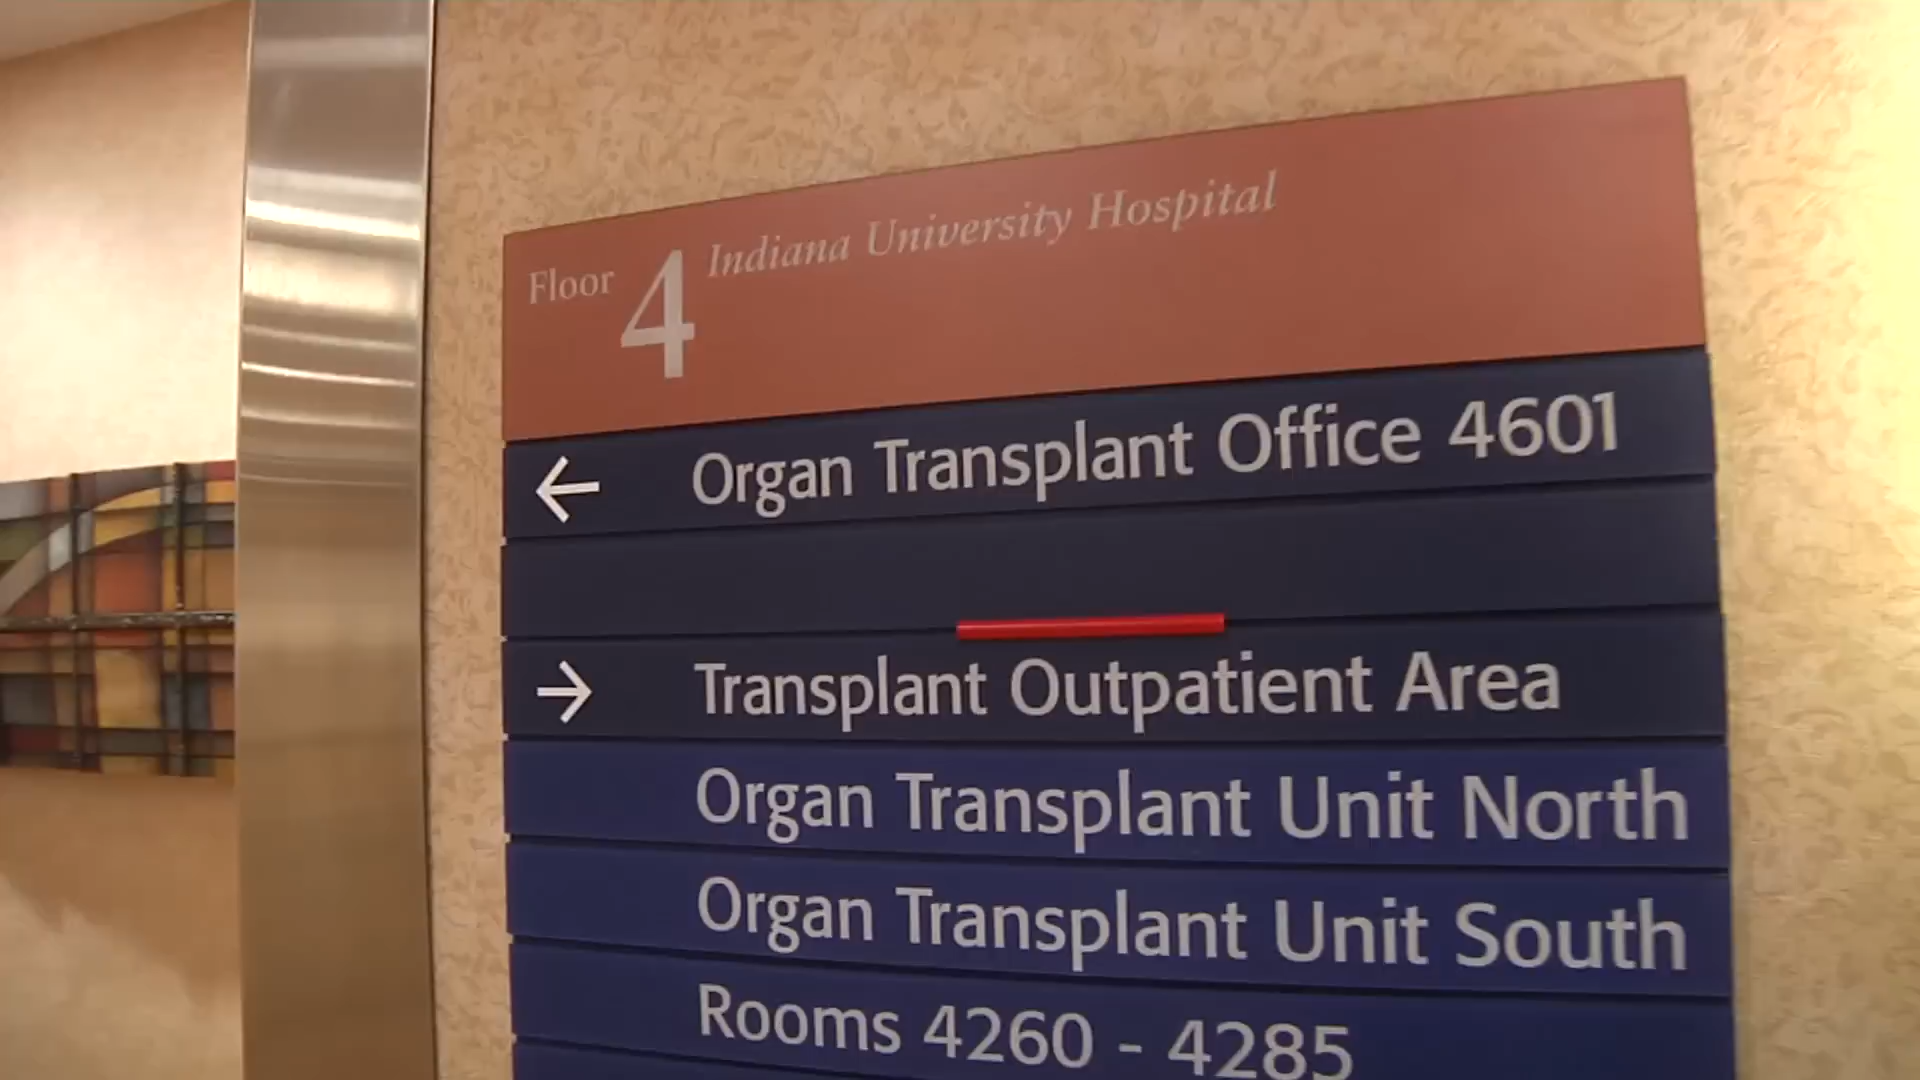 Floor 4 Indiana University Hospital
← Organ Transplant Office 4601
→ Transplant Outpatient Area
Organ Transplant Unit North
Organ Transplant Unit South
Rooms 4260 - 4285